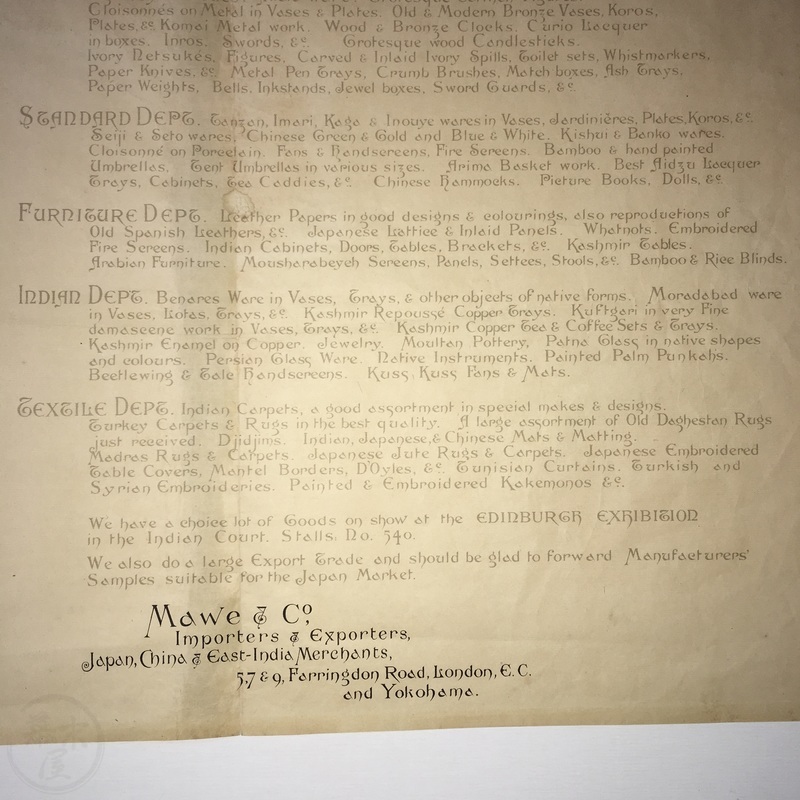 Cloisonnés on Metal in Vases & Plates. Old & Modern Bronze Vases, Koros,
Plates, &c. Komai Metal work. Wood & Bronze Clocks. Curio Lacquer
in boxes. Inros. Swords, &c. Grotesque wood Candlesticks.
Ivory Netsukés, Figures, Carved & Inlaid Ivory Spills, Toilet sets, Whistmarkers,
Paper Knives, &c. Metal Pen Trays, Crumb Brushes, Match boxes, Ash Trays,
Paper Weights, Bells, Inkstands, Jewel boxes, Sword Guards, &c.
STANDARD DEPT. Tanzan, Imari, Kaga & Inouye wares in Vases, Jardinières, Plates, Koros, &c.
Seiji & Seto wares, Chinese Green & Gold and Blue & White. Kishui & Banko wares.
Cloisonné on Porcelain. Fans & Handscreens, Fire Screens. Bamboo & hand painted
Umbrellas. Tent Umbrellas in various sizes. Arima Basket work. Best Aidzu Lacquer
Trays, Cabinets, Tea Caddies, &c. Chinese Hammocks. Picture Books, Dolls, &c.
FURNITURE DEPT. Leather Papers in good designs & colourings, also reproductions of
Old Spanish Leathers, &c. Japanese Lattice & Inlaid Panels. Whatnots. Embroidered
Fire Screens. Indian Cabinets, Doors, Tables, Brackets, &c. Kashmir Tables.
Arabian Furniture. Mousharabeyeh Screens, Panels, Settees, Stools, &c. Bamboo & Rice Blinds.
INDIAN DEPT. Benares Ware in Vases, Trays, & other objects of native forms. Moradabad ware
in Vases, Lotas, Trays, &c. Kashmir Repoussé Copper Trays. Kuftgari in very fine
damascene work in Vases, Trays, &c. Kashmir Copper Tea & Coffee Sets & Trays.
Kashmir Enamel on Copper. Jewelry. Moultan Pottery, Patna Glass in native shapes
and colours. Persian Glass Ware. Native Instruments. Painted Palm Punkahs.
Beetlewing & Tale Handscreens. Kuss Kuss Fans & Mats.
TEXTILE DEPT. Indian Carpets, a good assortment in special makes & designs.
Turkey Carpets & Rugs in the best quality. A large assortment of Old Daghestan Rugs
just received. Djidjims. Indian, Japanese, & Chinese Mats & Matting.
Madras Rugs & Carpets. Japanese Jute Rugs & Carpets. Japanese Embroidered
Table Covers, Mantel Borders, D'Oyles, &c. Tunisian Curtains. Turkish and
Syrian Embroideries. Painted & Embroidered Kakemonos &c.
We have a choice lot of Goods on show at the EDINBURGH EXHIBITION
in the Indian Court. Stalls, No. 540.
We also do a large Export Trade and should be glad to forward Manufacturers'
Samples suitable for the Japan Market.
Mawe & Co,
Importers & Exporters,
Japan, China & East-India Merchants,
5, 7 & 9, Farringdon Road, London, E.C.
and Yokohama.